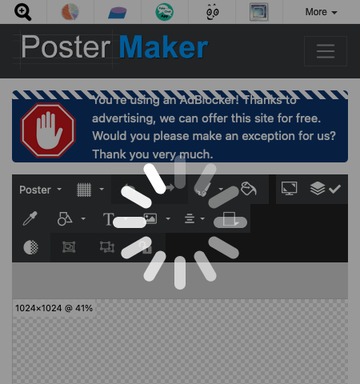 More
Poster Maker
You're using an AdBlocker! Thanks to
advertising, we can offer this site for free.
Would you please make an exception for us?
Thank you very much.
Poster
T
1024×1024 @ 41%